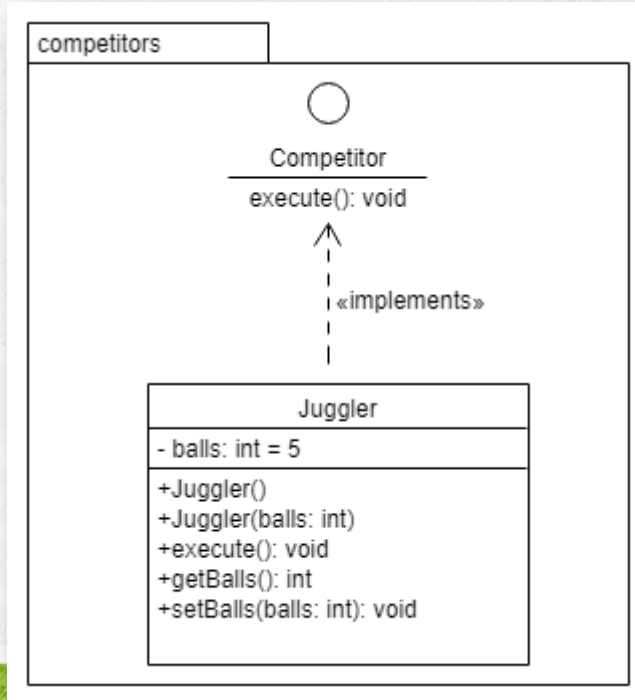 competitors
Competitor
execute(): void
«implements»
Juggler
- balls: int = 5
+Juggler()
+Juggler(balls: int)
+execute(): void
+getBalls(): int
+setBalls(balls: int): void